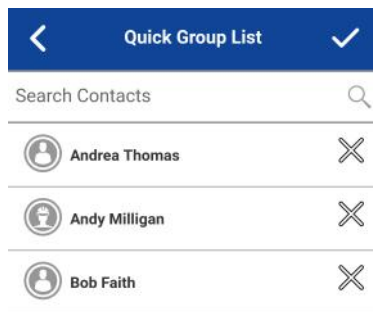 Quick Group List
Search Contacts
Andrea Thomas
Andy Milligan
Bob Faith